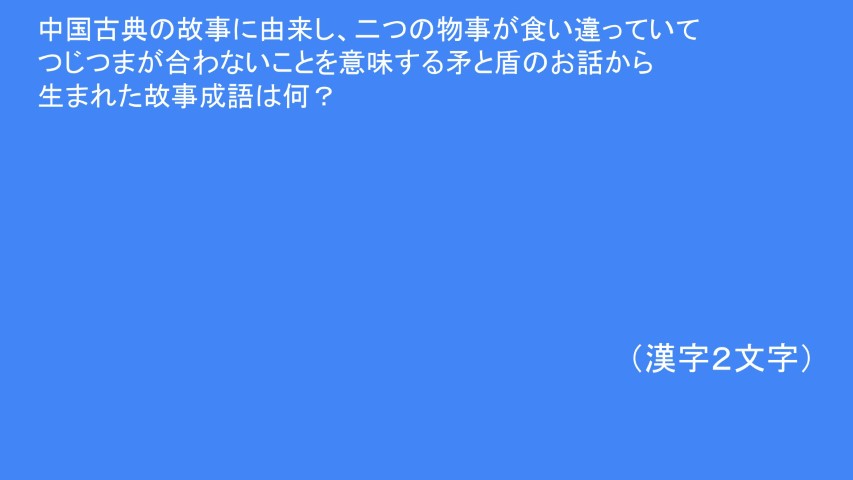 中国古典の故事に由来し、二つの物事が食い違っていて
つじつまが合わないことを意味する矛と盾のお話から
生まれた故事成語は何？
（漢字２文字）